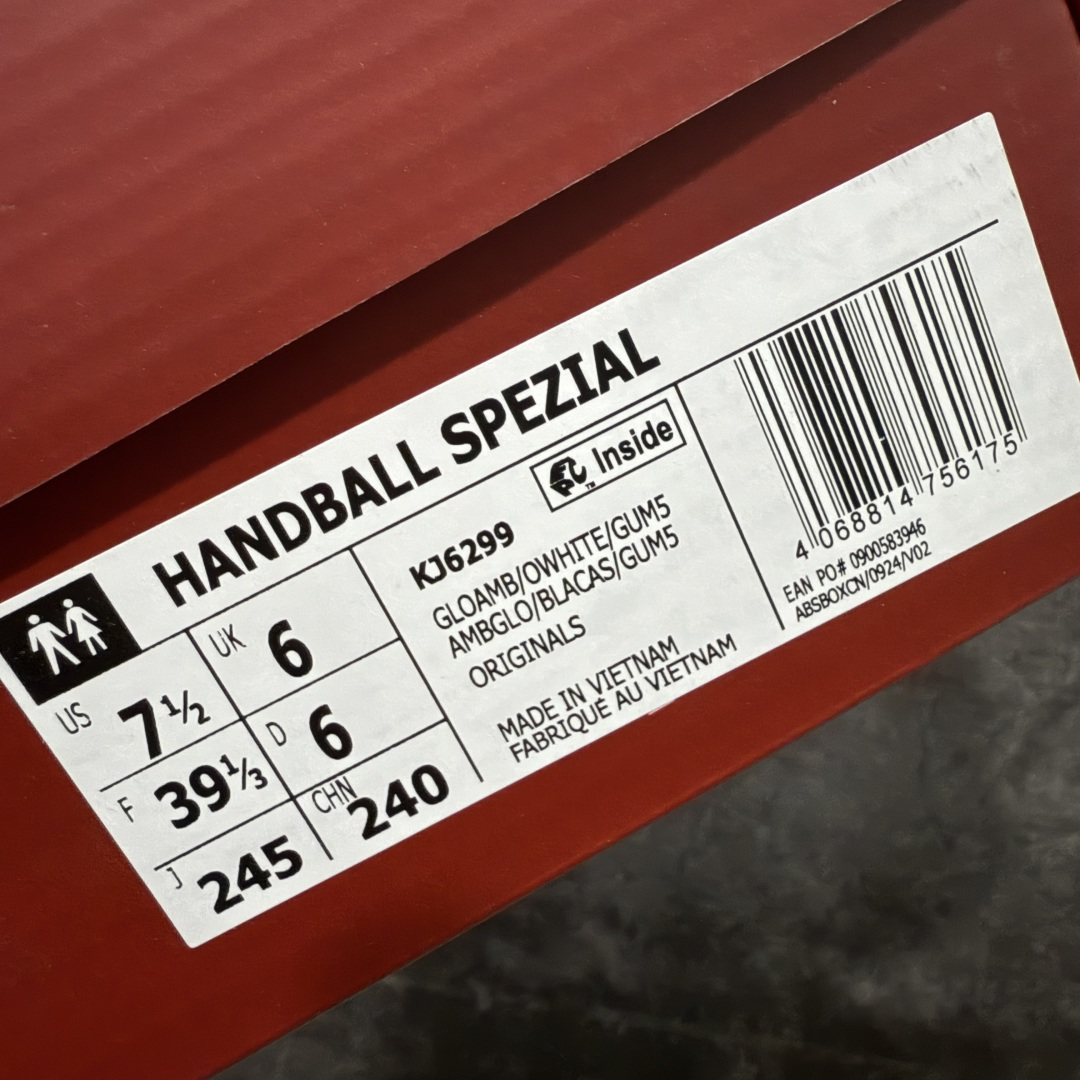 HANDBALL SPEZIAL
US 7½
UK 6
F 39⅓
D 6
J 245
CHN 240
KJ6299
Inside
GLOAMB/OWHITE/GUM5
AMBGLO/BLACAS/GUM5
ORIGINALS
MADE IN VIETNAM
FABRIQUÉ AU VIETNAM
4 068814 756175
EAN PO# 0900583946
ABSBOXCN/0924/V02